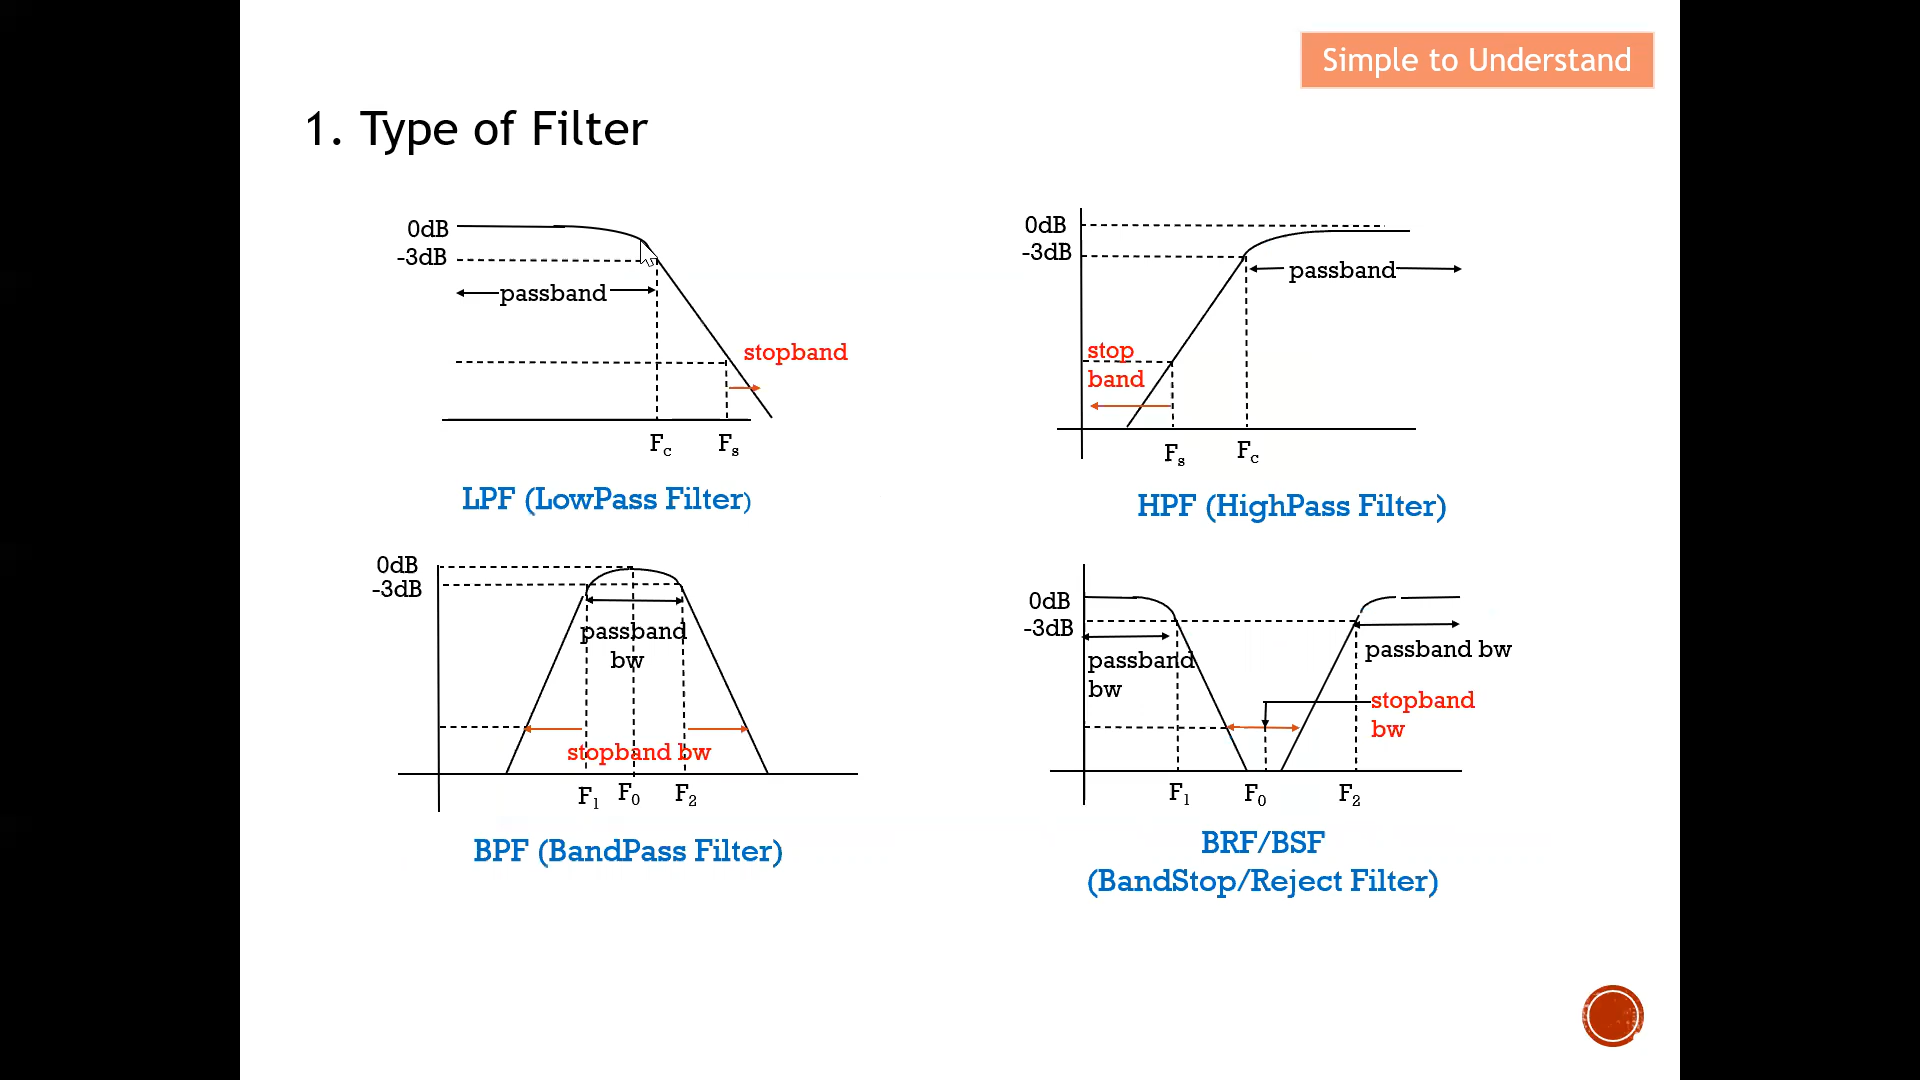 Simple to Understand
1. Type of Filter
0dB
-3dB
passband
stopband
Fc
Fs
LPF (LowPass Filter)
0dB
-3dB
passband
stop
band
Fs
Fc
HPF (HighPass Filter)
0dB
-3dB
passband
bw
stopband bw
F1
F0
F2
BPF (BandPass Filter)
0dB
-3dB
passband
bw
passband bw
stopband
bw
F1
F0
F2
BRF/BSF
(BandStop/Reject Filter)